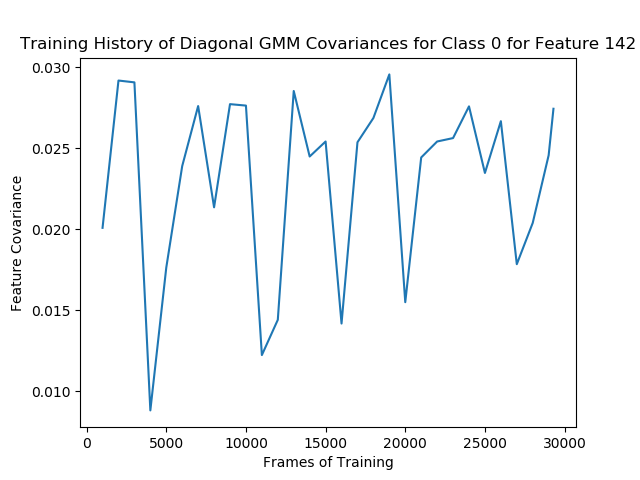 Training History of Diagonal GMM Covariances for Class 0 for Feature 142
0.030
0.025
0.020
0.015
0.010
Feature Covariance
0 5000 10000 15000 20000 25000 30000
Frames of Training